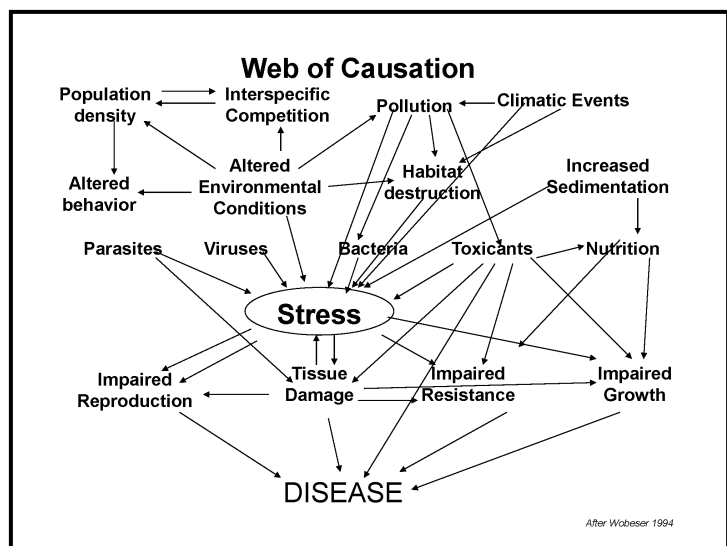 Web of Causation
Population
density
Interspecific
Competition
Pollution
Climatic Events
Altered
behavior
Altered
Environmental
Conditions
Habitat
destruction
Increased
Sedimentation
Parasites
Viruses
Bacteria
Toxicants
Nutrition
Stress
Impaired
Reproduction
Tissue
Damage
Impaired
Resistance
Impaired
Growth
DISEASE
After Wobeser 1994